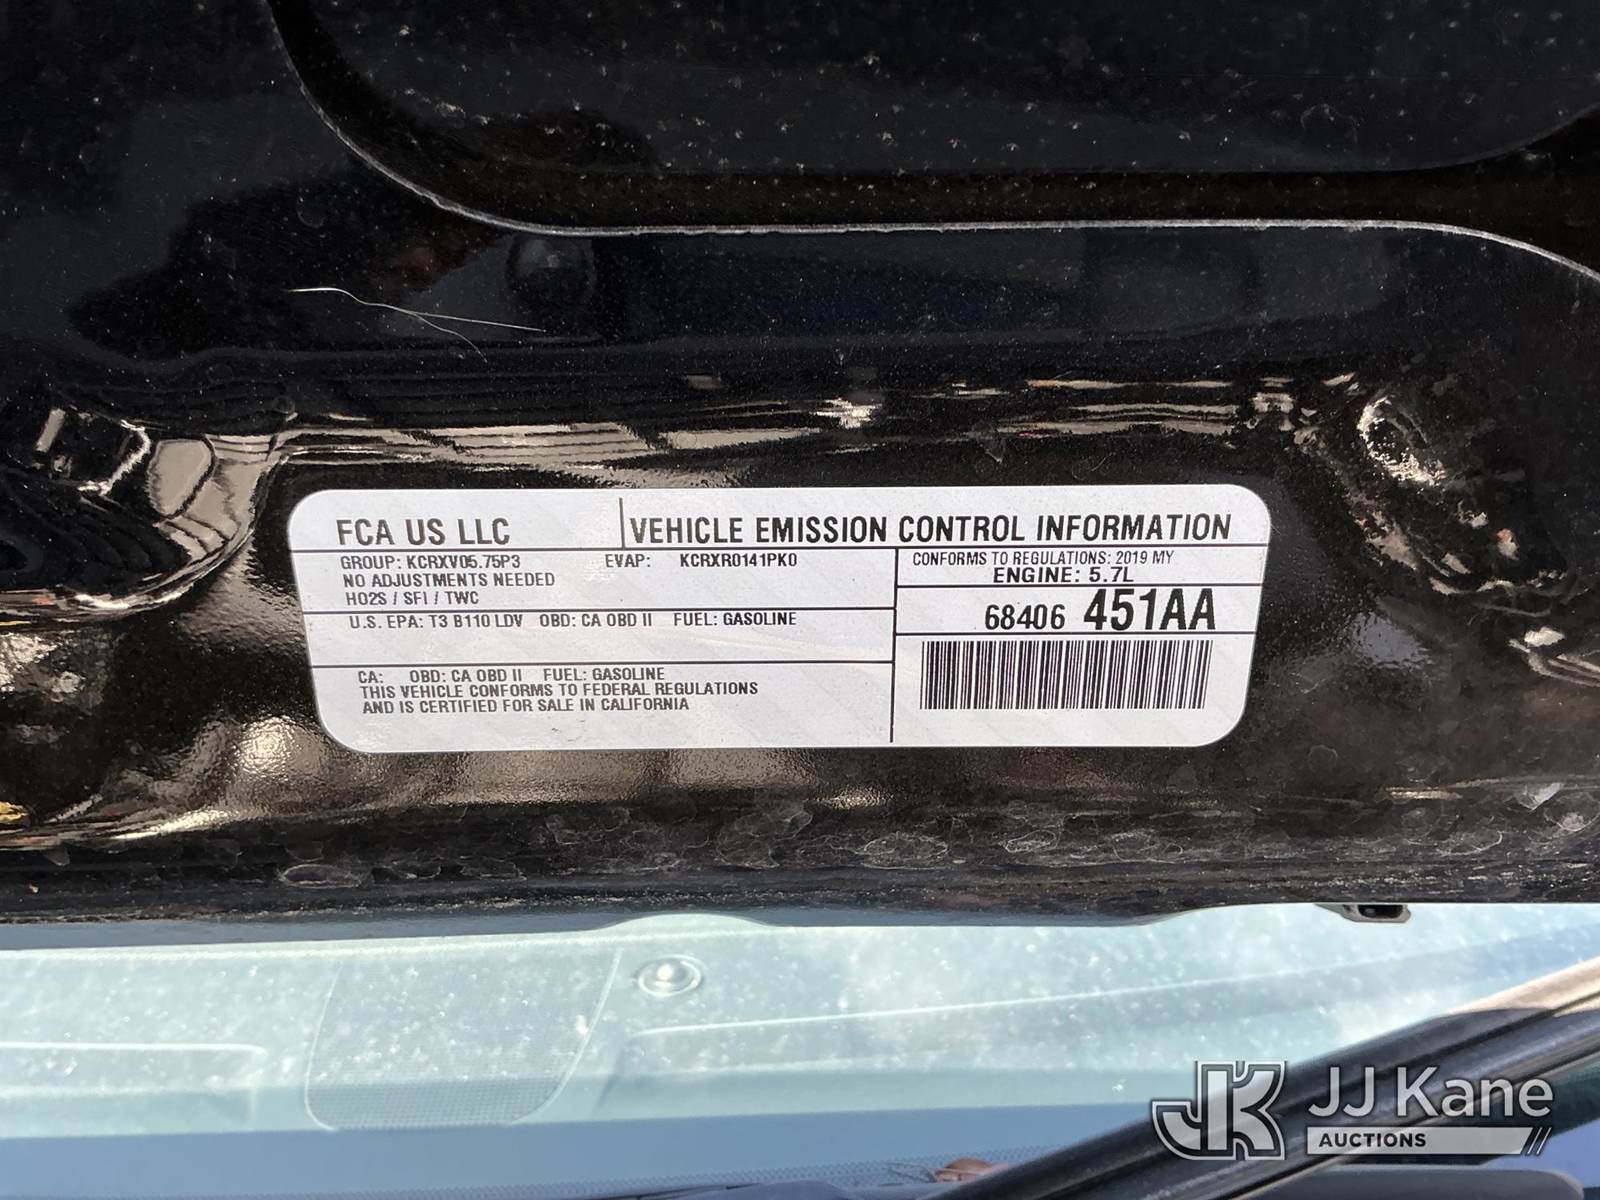 FCA US LLC VEHICLE EMISSION CONTROL INFORMATION
GROUP: KCRXV05.75P3 EVAP: KCRXR0141PK0
NO ADJUSTMENTS NEEDED
HO2S / SFI / TWC
U.S. EPA: T3 B110 LDV OBD: CA OBD II FUEL: GASOLINE
CA: OBD: CA OBD II FUEL: GASOLINE
THIS VEHICLE CONFORMS TO FEDERAL REGULATIONS
AND IS CERTIFIED FOR SALE IN CALIFORNIA
CONFORMS TO REGULATIONS: 2019 MY
ENGINE: 5.7L
68406 451AA
JK JJ Kane
AUCTIONS